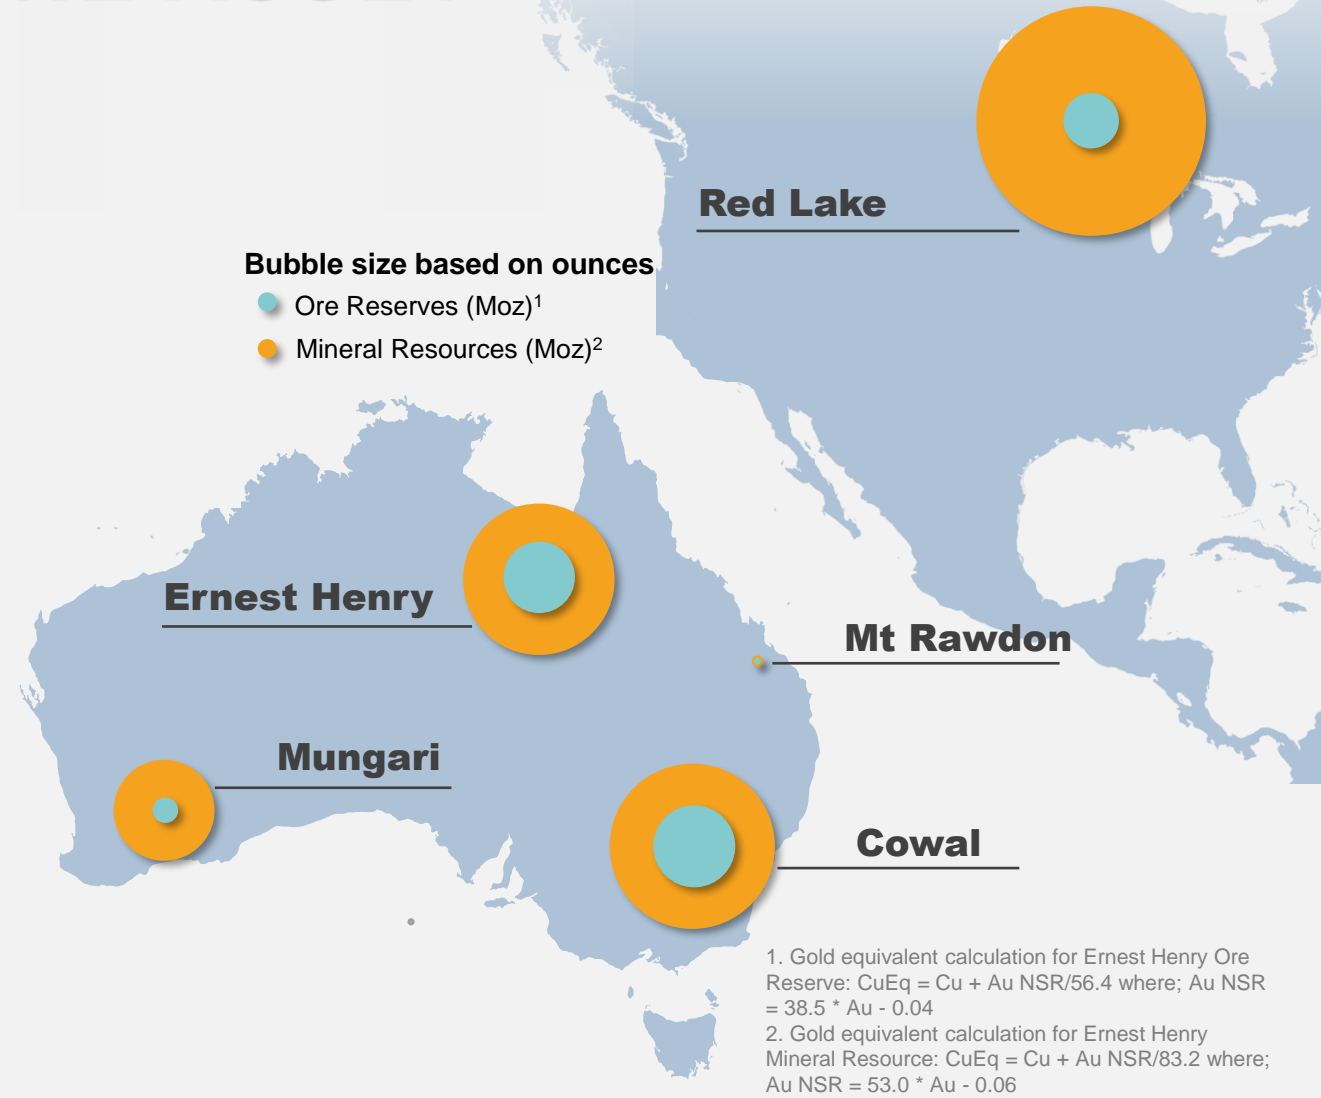 Red Lake
Bubble size based on ounces
Ore Reserves (Moz)1
Mineral Resources (Moz)2
Ernest Henry
Mt Rawdon
Mungari
Cowal
1. Gold equivalent calculation for Ernest Henry Ore
Reserve: CuEq = Cu + Au NSR/56.4 where; Au NSR
= 38.5 * Au - 0.04
2. Gold equivalent calculation for Ernest Henry
Mineral Resource: CuEq = Cu + Au NSR/83.2 where;
Au NSR = 53.0 * Au - 0.06